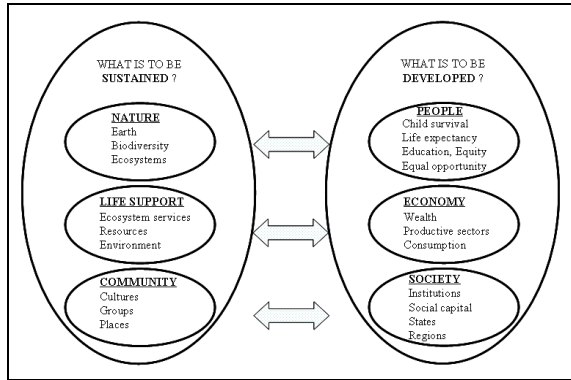 WHAT IS TO BE
SUSTAINED ?
NATURE
Earth
Biodiversity
Ecosystems
LIFE SUPPORT
Ecosystem services
Resources
Environment
COMMUNITY
Cultures
Groups
Places
WHAT IS TO BE
DEVELOPED ?
PEOPLE
Child survival
Life expectancy
Education, Equity
Equal opportunity
ECONOMY
Wealth
Productive sectors
Consumption
SOCIETY
Institutions
Social capital
States
Regions